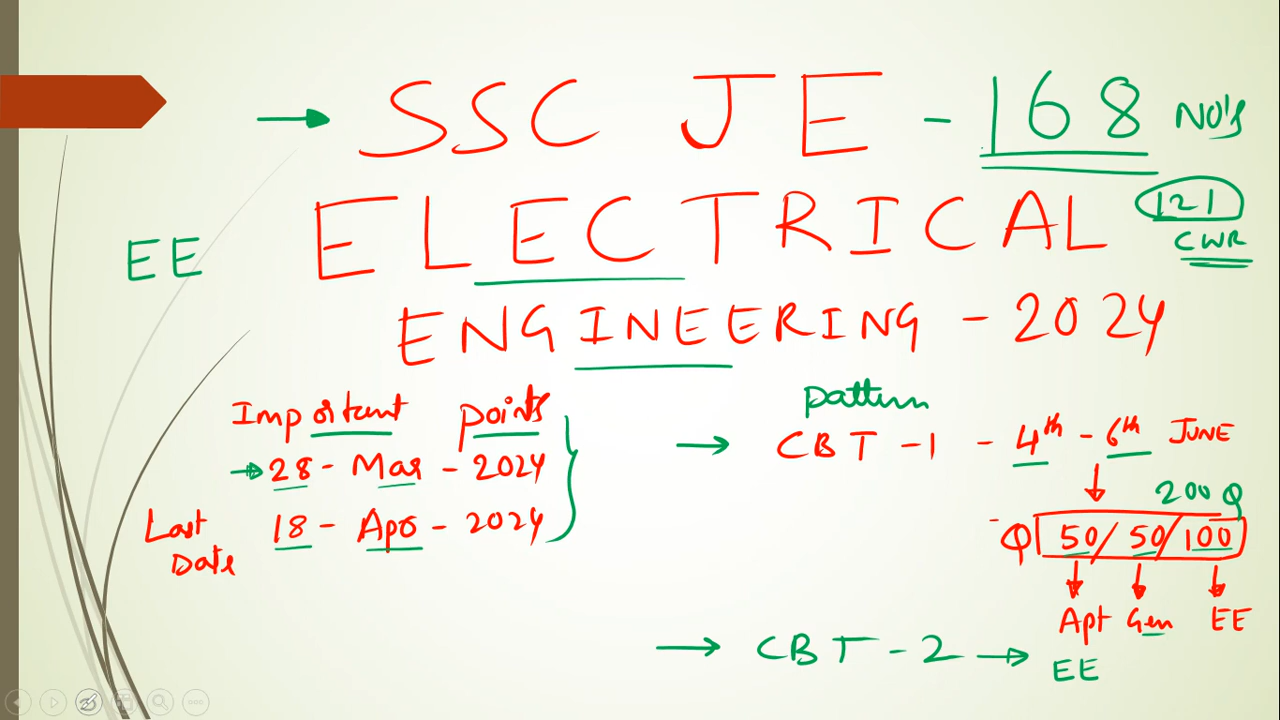 → SSC JE - 168 NO'S
ELECTRICAL
121
CWR
EE
ENGINEERING - 2024
Important points
→ 28 - Mar - 2024
Last Date 18 - Apr - 2024
Pattern
→ CBT - 1 - 4th - 6th JUNE
200 Q
Q 50/50/100
Apt Gen EE
→ CBT - 2 → EE